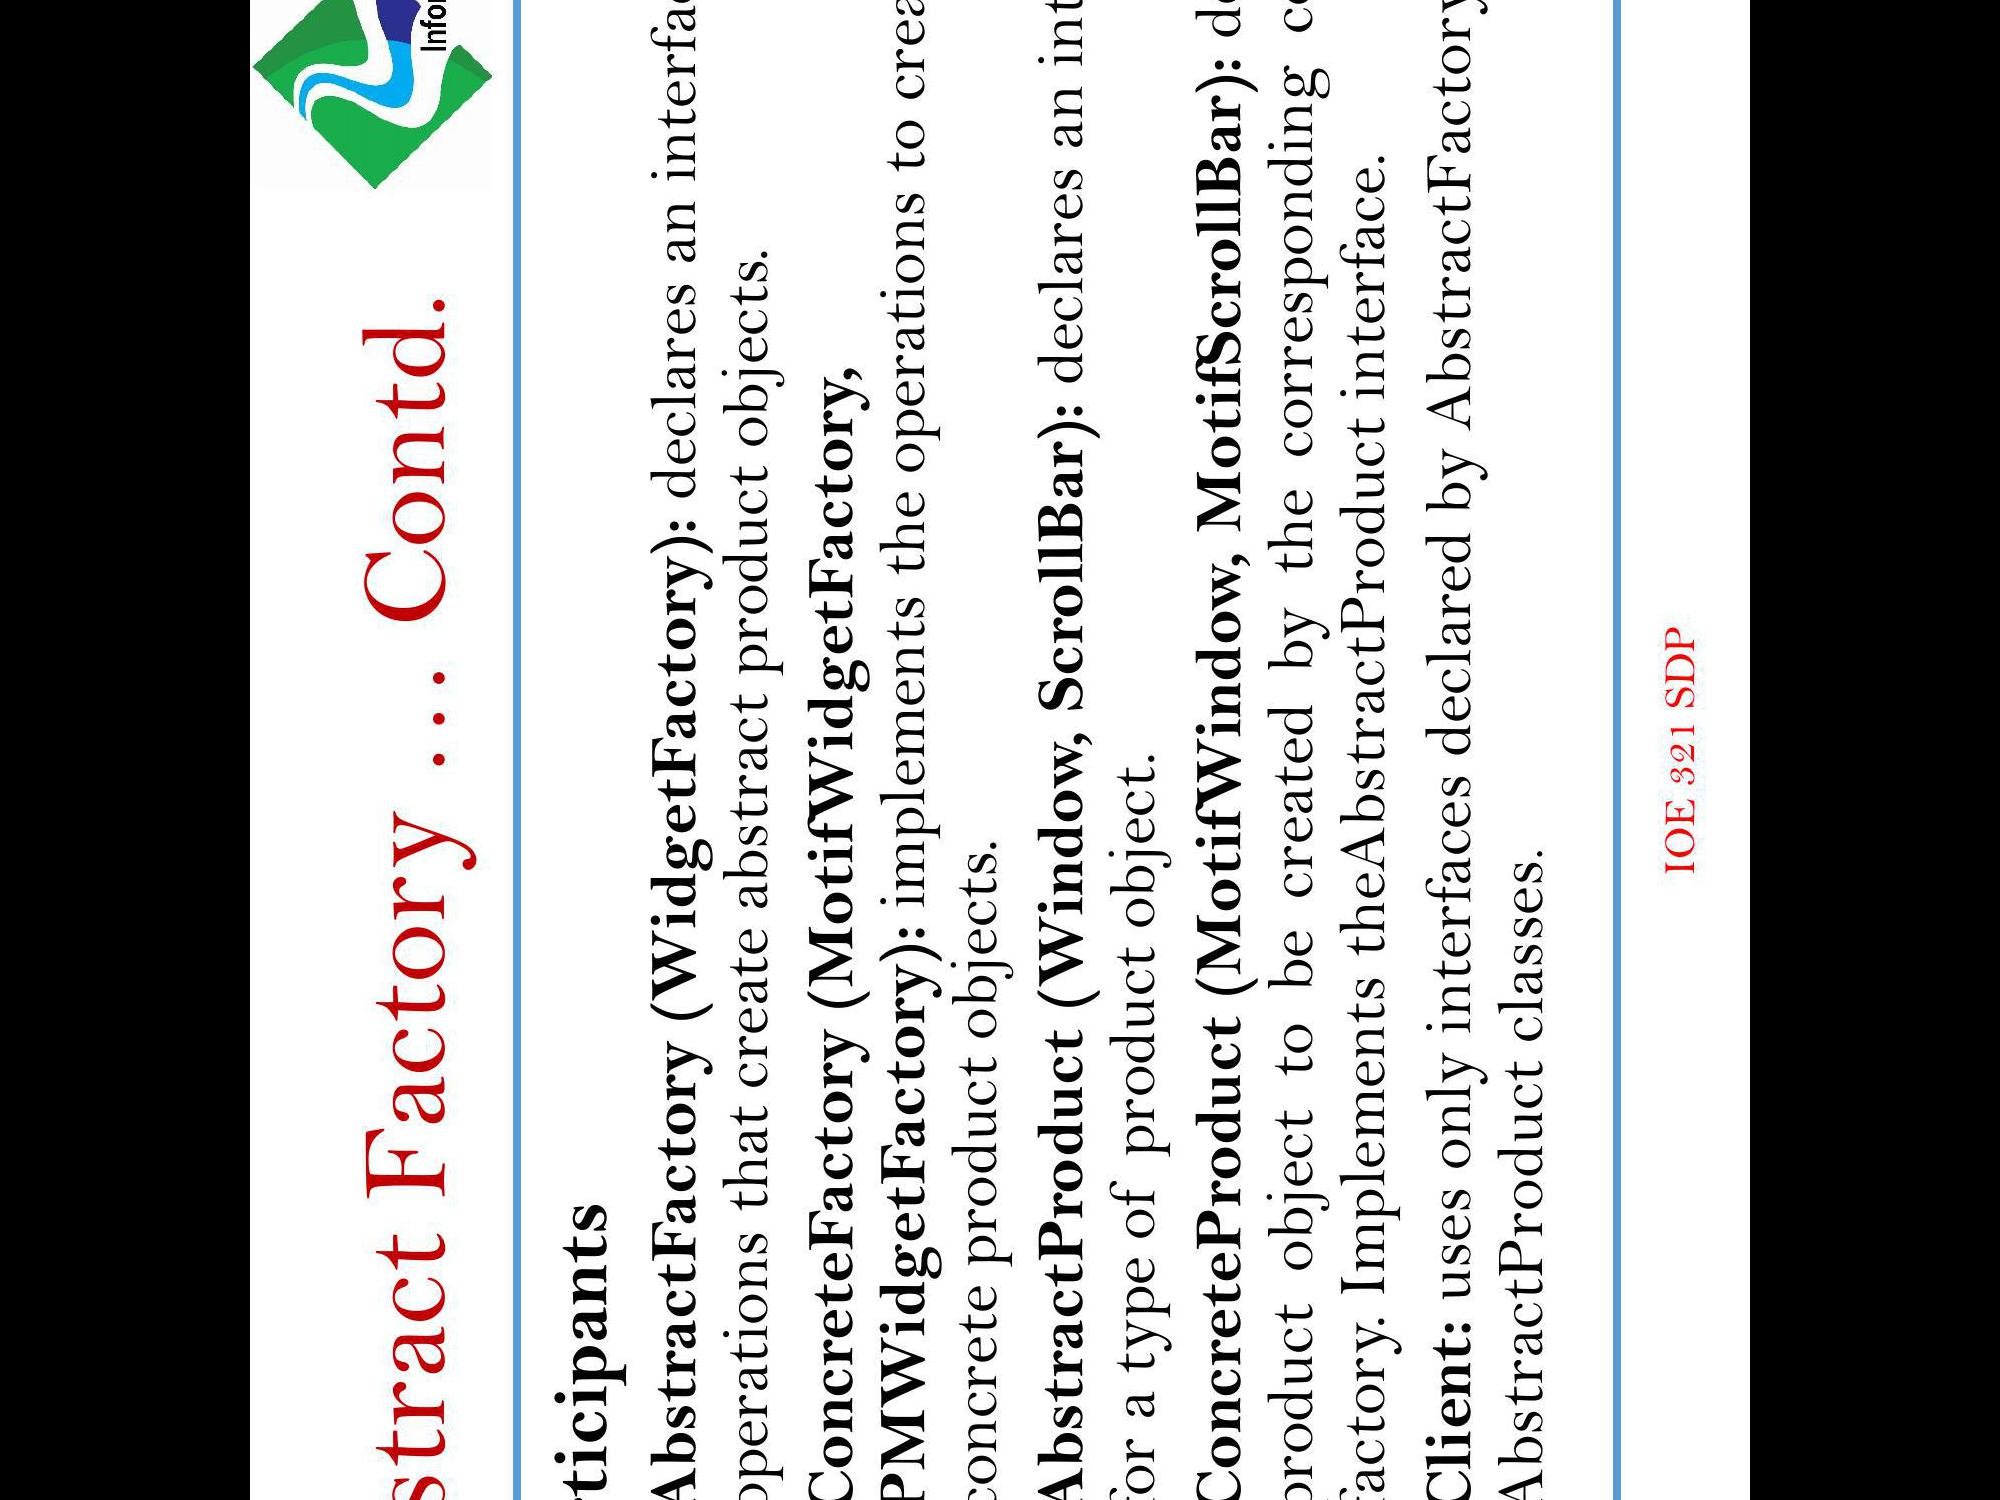 Infor
stract Factory … Contd.
rticipants
AbstractFactory (WidgetFactory): declares an interfac
operations that create abstract product objects.
ConcreteFactory (MotifWidgetFactory,
PMWidgetFactory): implements the operations to crea
concrete product objects.
AbstractProduct (Window, ScrollBar): declares an int
for a type of product object.
ConcreteProduct (MotifWindow, MotifScrollBar): de
product object to be created by the corresponding co
factory. Implements theAbstractProduct interface.
Client: uses only interfaces declared by AbstractFactory
AbstractProduct classes.
IOE 321 SDP